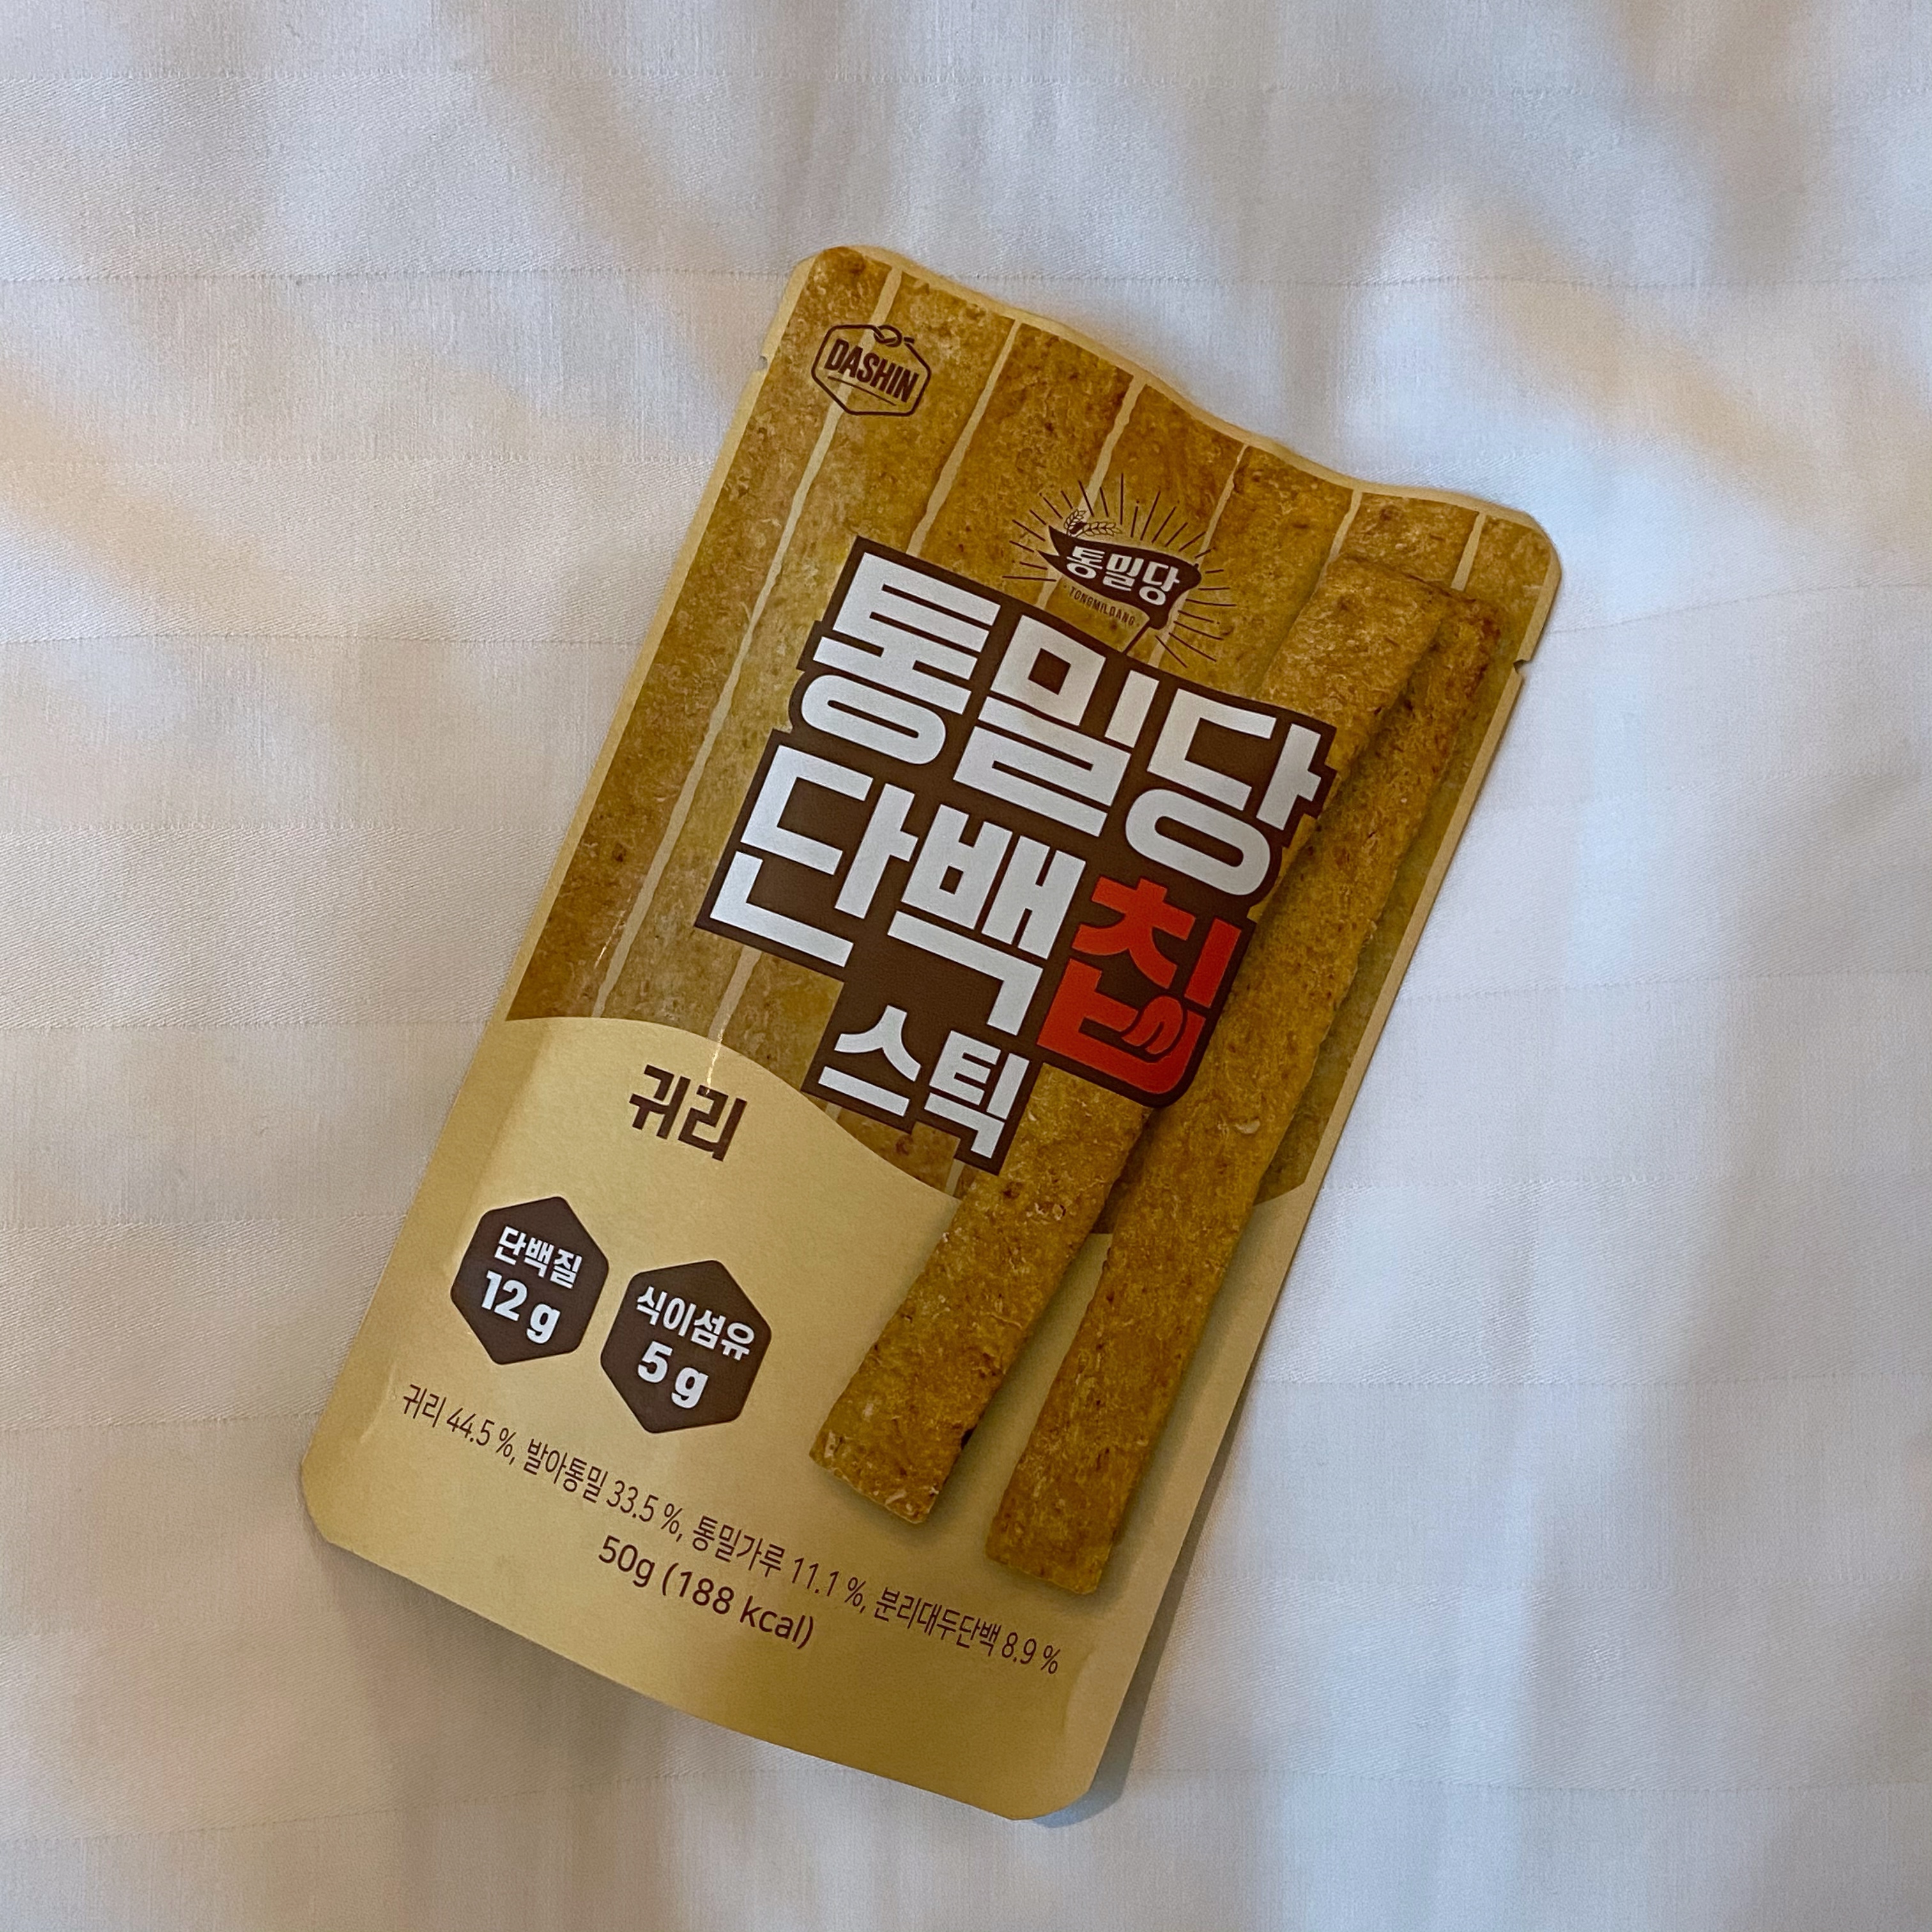 DASHIN
통밀당
TONGMILDANG
통밀당
단백칩
스틱
귀리
단백질
12 g
식이섬유
5 g
귀리 44.5 %, 발아통밀 33.5 %, 통밀가루 11.1 %, 분리대두단백 8.9 %
50g (188 kcal)